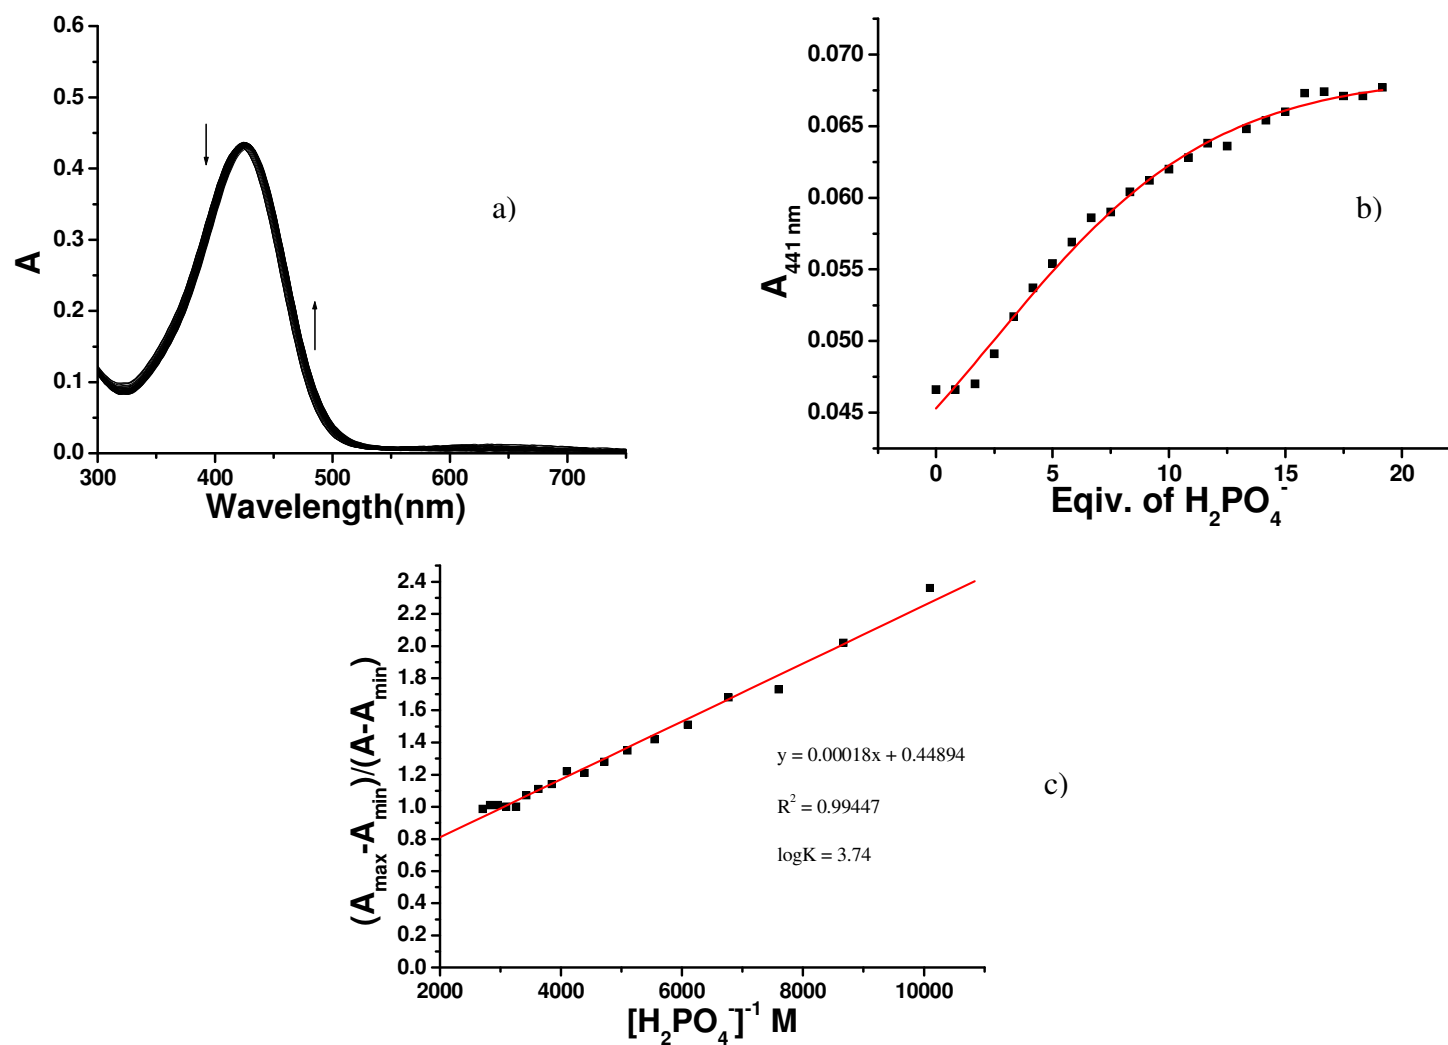 0.6
0.5
0.4
0.3
0.2
0.1
0.0
A
300 400 500 600 700
Wavelength(nm)
a)
0.070
0.065
0.060
0.055
0.050
0.045
A441 nm
0 5 10 15 20
Eqiv. of H2PO4-
b)
2.4
2.2
2.0
1.8
1.6
1.4
1.2
1.0
0.8
0.6
0.4
0.2
0.0
(Amax-Amin)/(A-Amin)
2000 4000 6000 8000 10000
[H2PO4-]-1 M
y = 0.00018x + 0.44894
R2 = 0.99447
logK = 3.74
c)